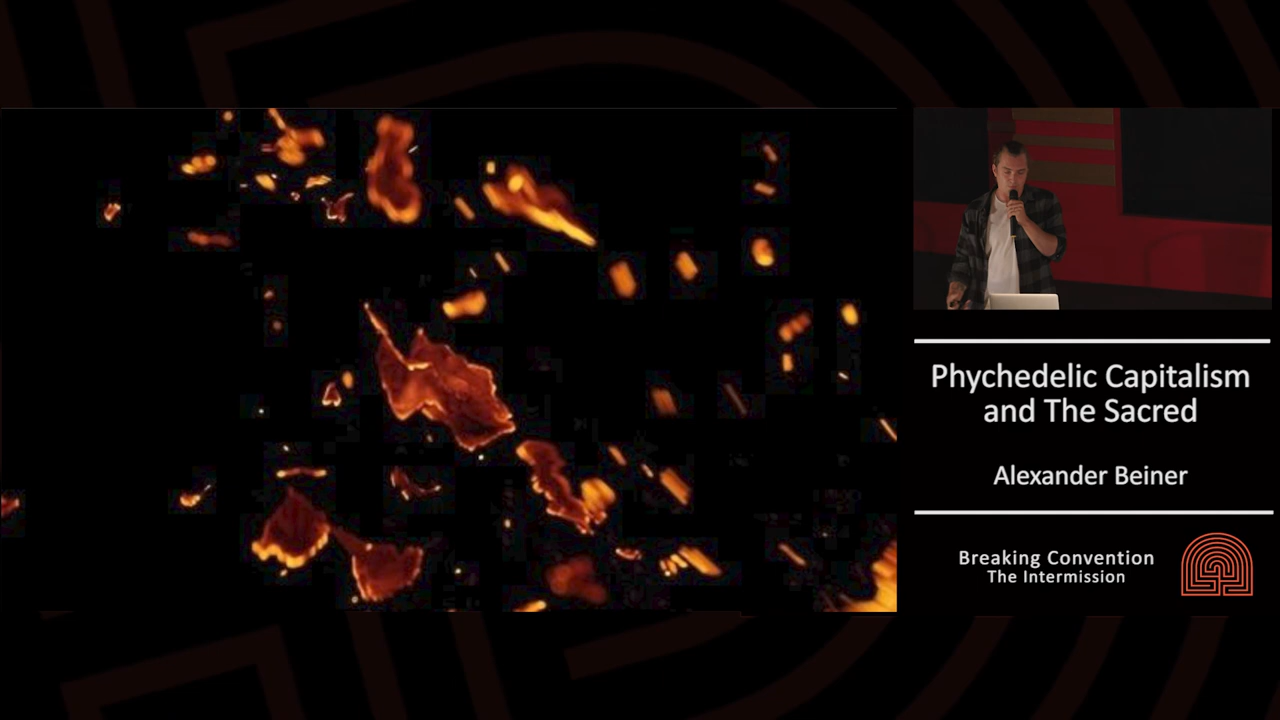 Phychedelic Capitalism
and The Sacred
Alexander Beiner
Breaking Convention
The Intermission